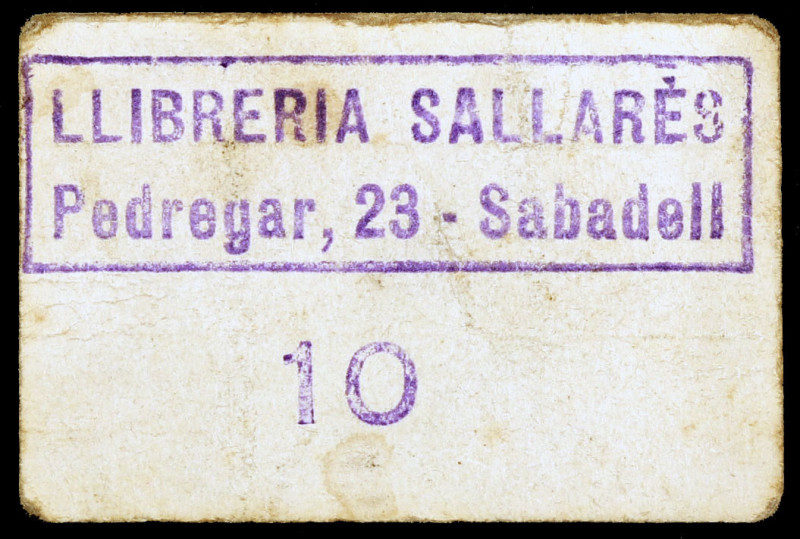 LLIBRERIA SALLARÈS
Pedregar, 23 - Sabadell
10